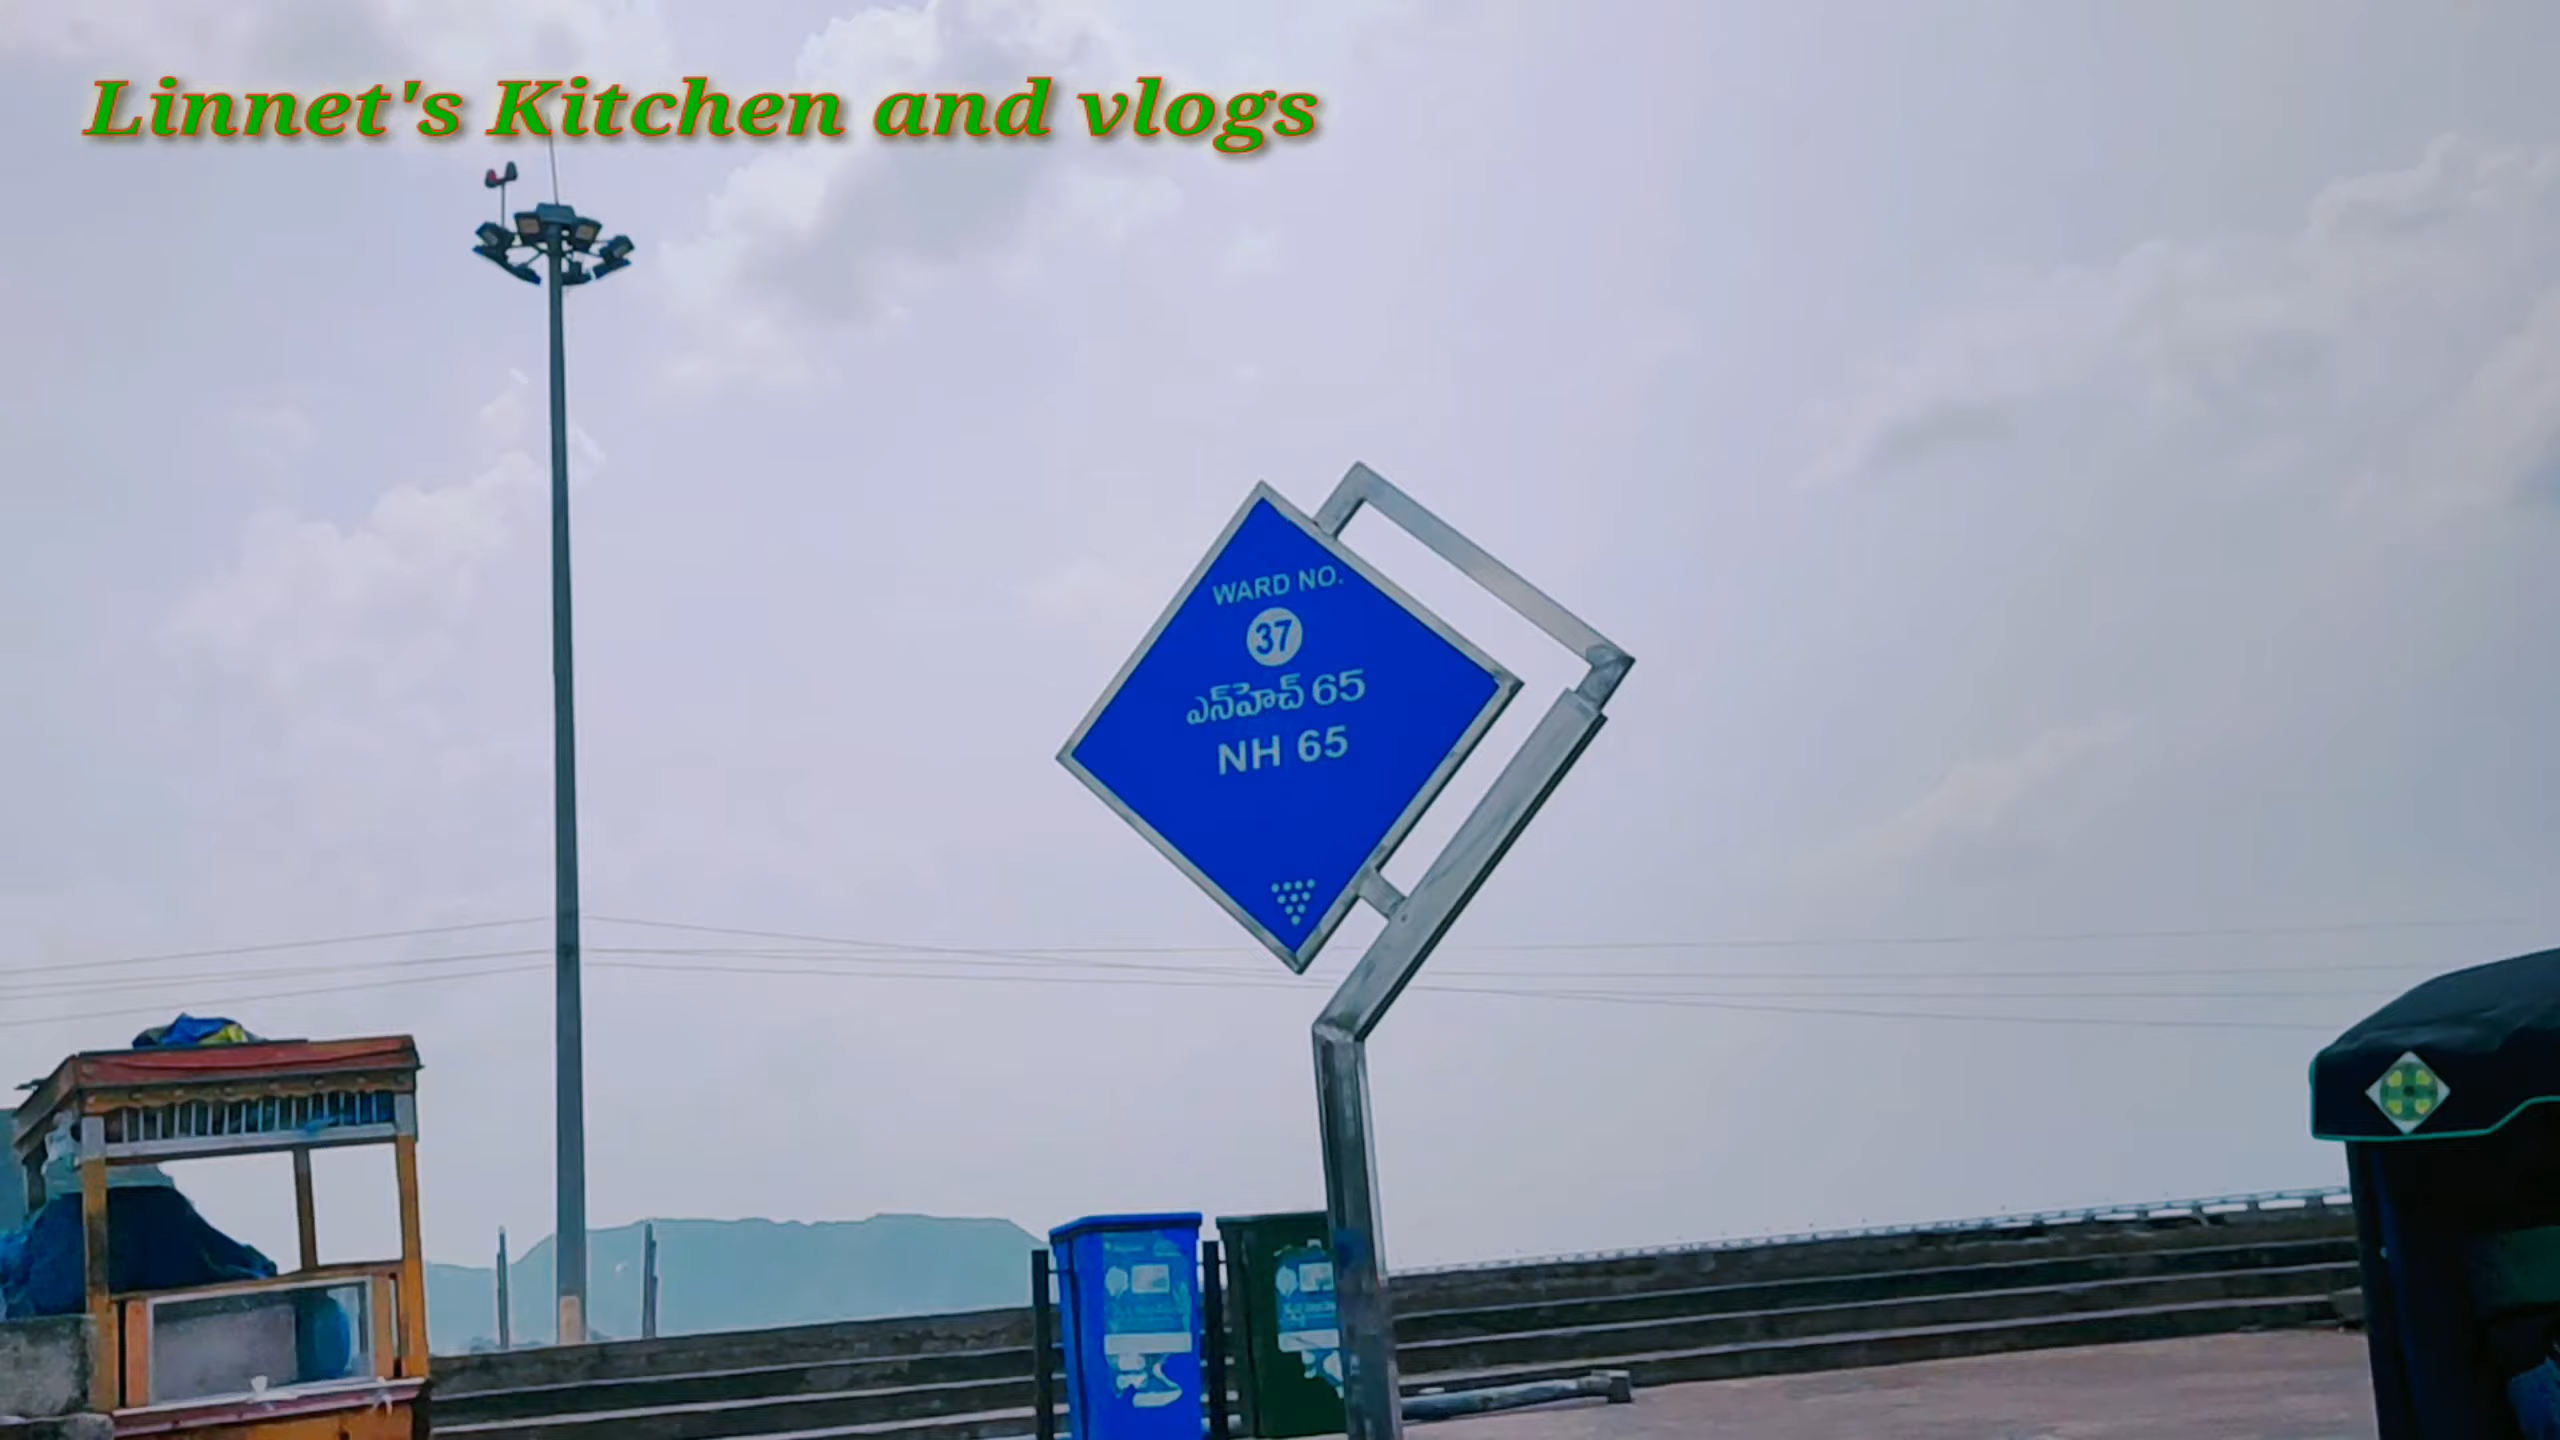 Linnet's Kitchen and vlogs
WARD NO.
37
ఎన్‌హెచ్ 65
NH 65